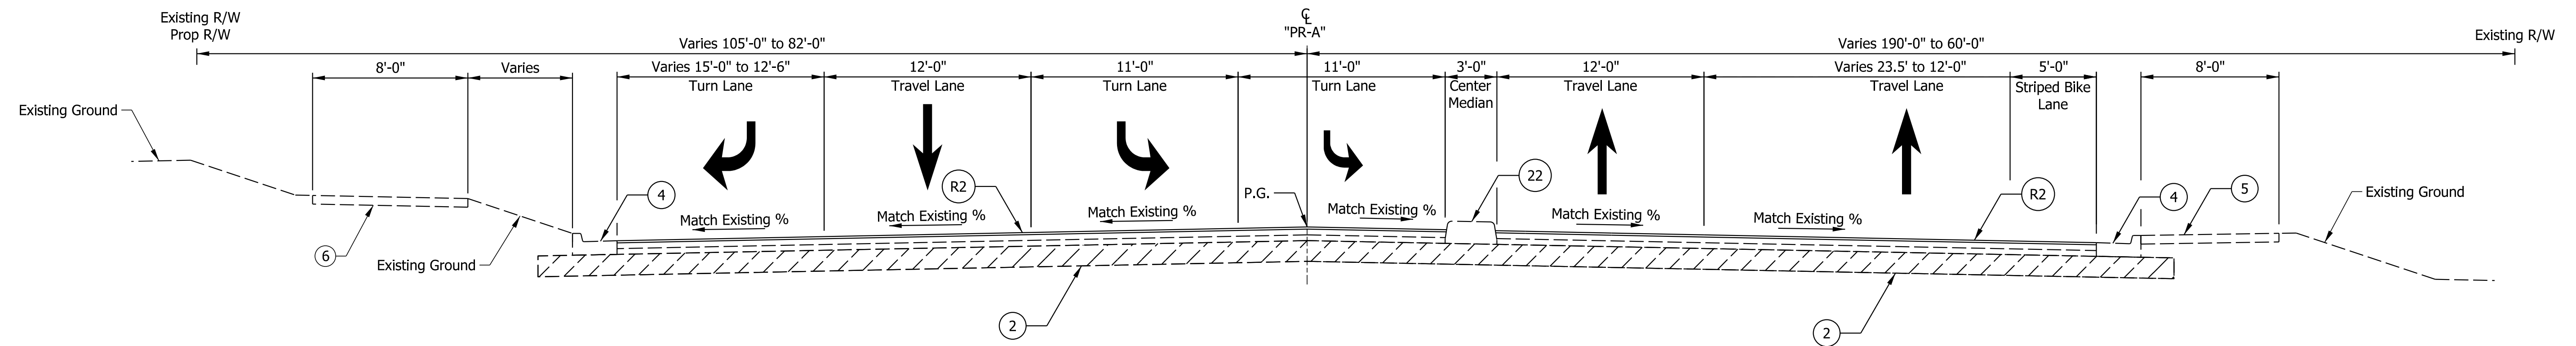 Existing R/W
Prop R/W
℄
"PR-A"
Existing R/W
Varies 105'-0" to 82'-0"
Varies 190'-0" to 60'-0"
8'-0"
Varies
Varies 15'-0" to 12'-6"
12'-0"
11'-0"
11'-0"
3'-0"
12'-0"
Varies 23.5' to 12'-0"
5'-0"
8'-0"
Turn Lane
Travel Lane
Turn Lane
Turn Lane
Center
Median
Travel Lane
Travel Lane
Striped Bike
Lane
Existing Ground
4
R2
P.G.
22
R2
4
5
Existing Ground
Match Existing %
Match Existing %
Match Existing %
Match Existing %
Match Existing %
Match Existing %
6
Existing Ground
2
2